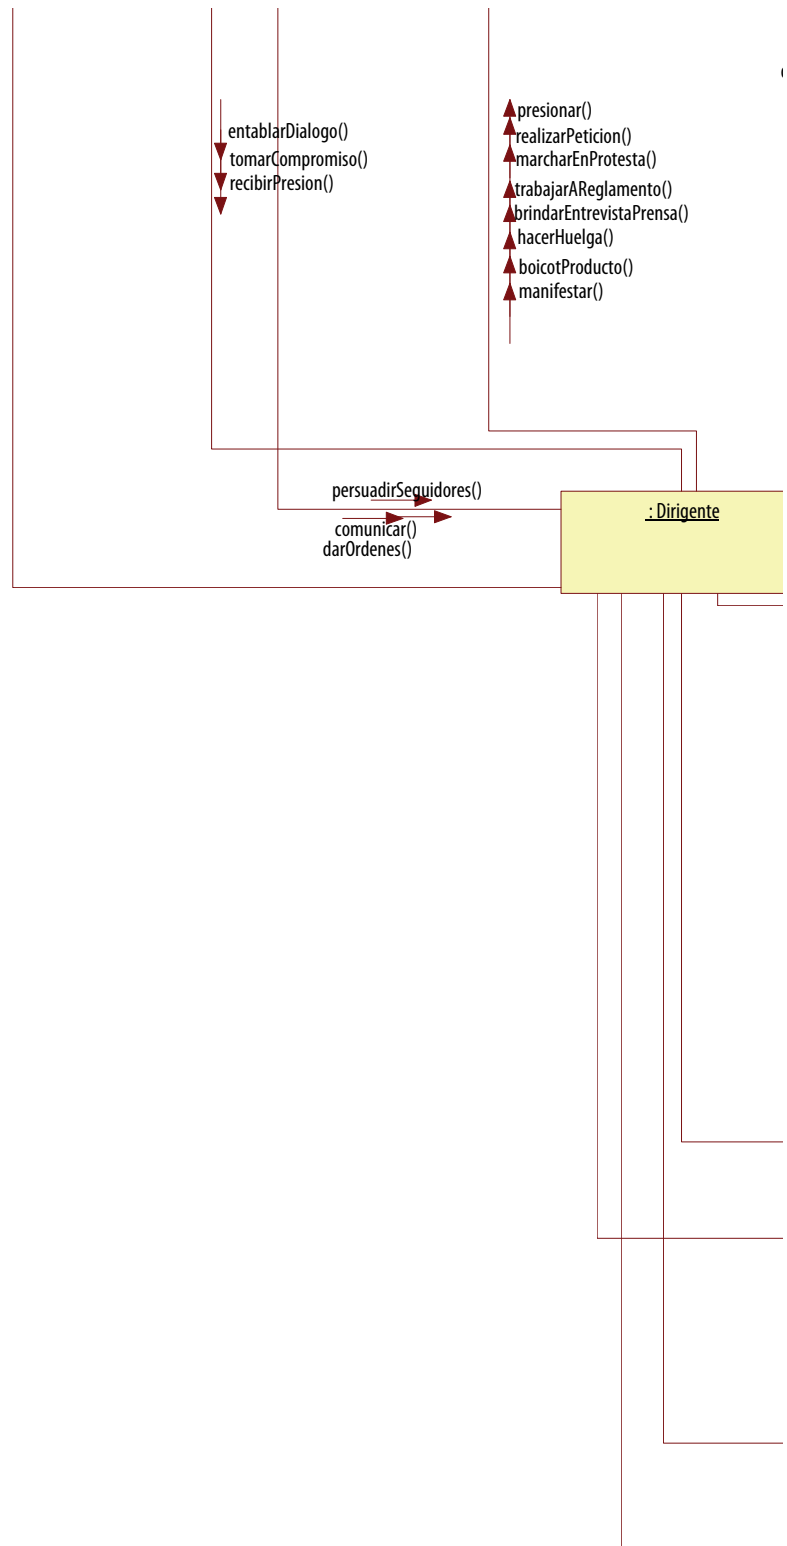 entablarDialogo()
tomarCompromiso()
recibirPresion()
presionar()
realizarPeticion()
marcharEnProtesta()
trabajarAReglamento()
brindarEntrevistaPrensa()
hacerHuelga()
boicotProducto()
manifestar()
persuadirSeguidores()
comunicar()
darOrdenes()
: Dirigente